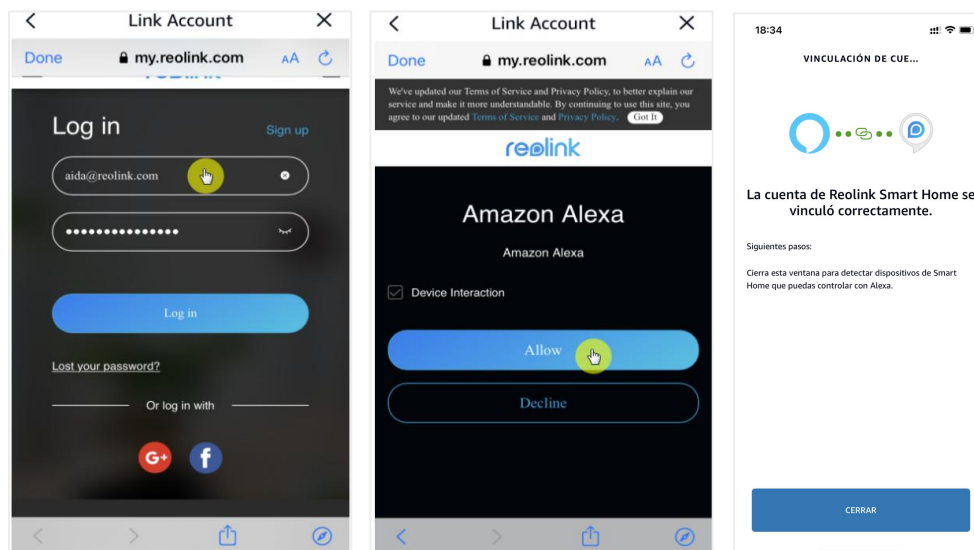 Link Account
Done
my.reolink.com
AA
Log in
Sign up
aida@reolink.com
Log in
Lost your password?
Or log in with
G+
f
Link Account
Done
my.reolink.com
AA
We've updated our Terms of Service and Privacy Policy, to better explain our
service and make it more understandable. By continuing to use this site, you
agree to our updated Terms of Service and Privacy Policy. Got It
reolink
Amazon Alexa
Amazon Alexa
Device Interaction
Allow
Decline
18:34
VINCULACIÓN DE CUE...
La cuenta de Reolink Smart Home se
vinculó correctamente.
Siguientes pasos:
Cierra esta ventana para detectar dispositivos de Smart
Home que puedas controlar con Alexa.
CERRAR